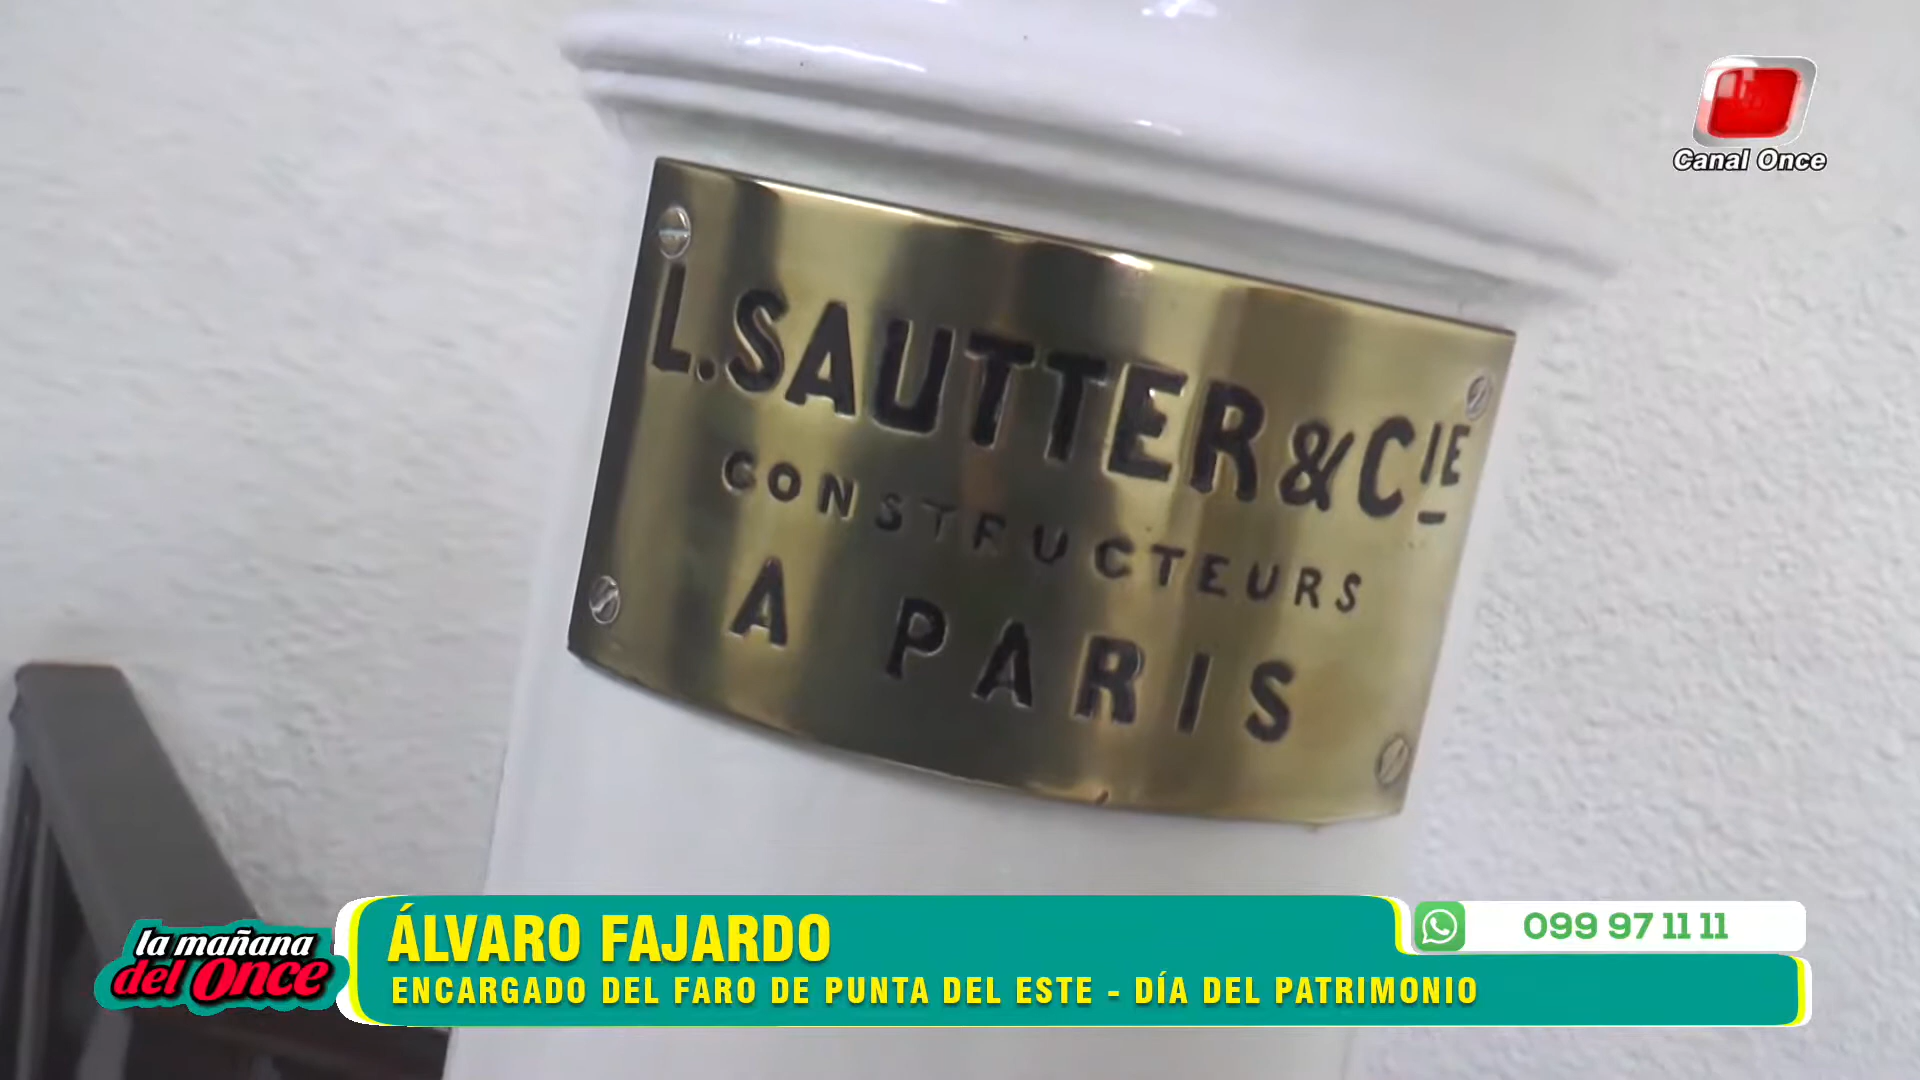 Canal Once
L. SAUTTER & CIE
CONSTRUCTEURS
A PARIS
la mañana
del Once
ÁLVARO FAJARDO
ENCARGADO DEL FARO DE PUNTA DEL ESTE - DÍA DEL PATRIMONIO
099 97 11 11